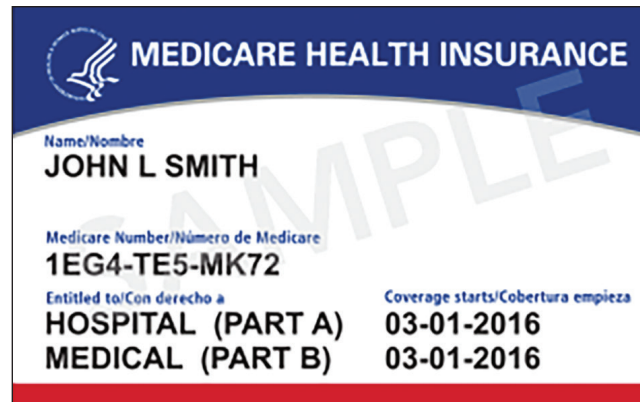 MEDICARE HEALTH INSURANCE
Name/Nombre
JOHN L SMITH
Medicare Number/Número de Medicare
1EG4-TE5-MK72
Entitled to/Con derecho a Coverage starts/Cobertura empieza
HOSPITAL (PART A) 03-01-2016
MEDICAL (PART B) 03-01-2016
SAMPLE